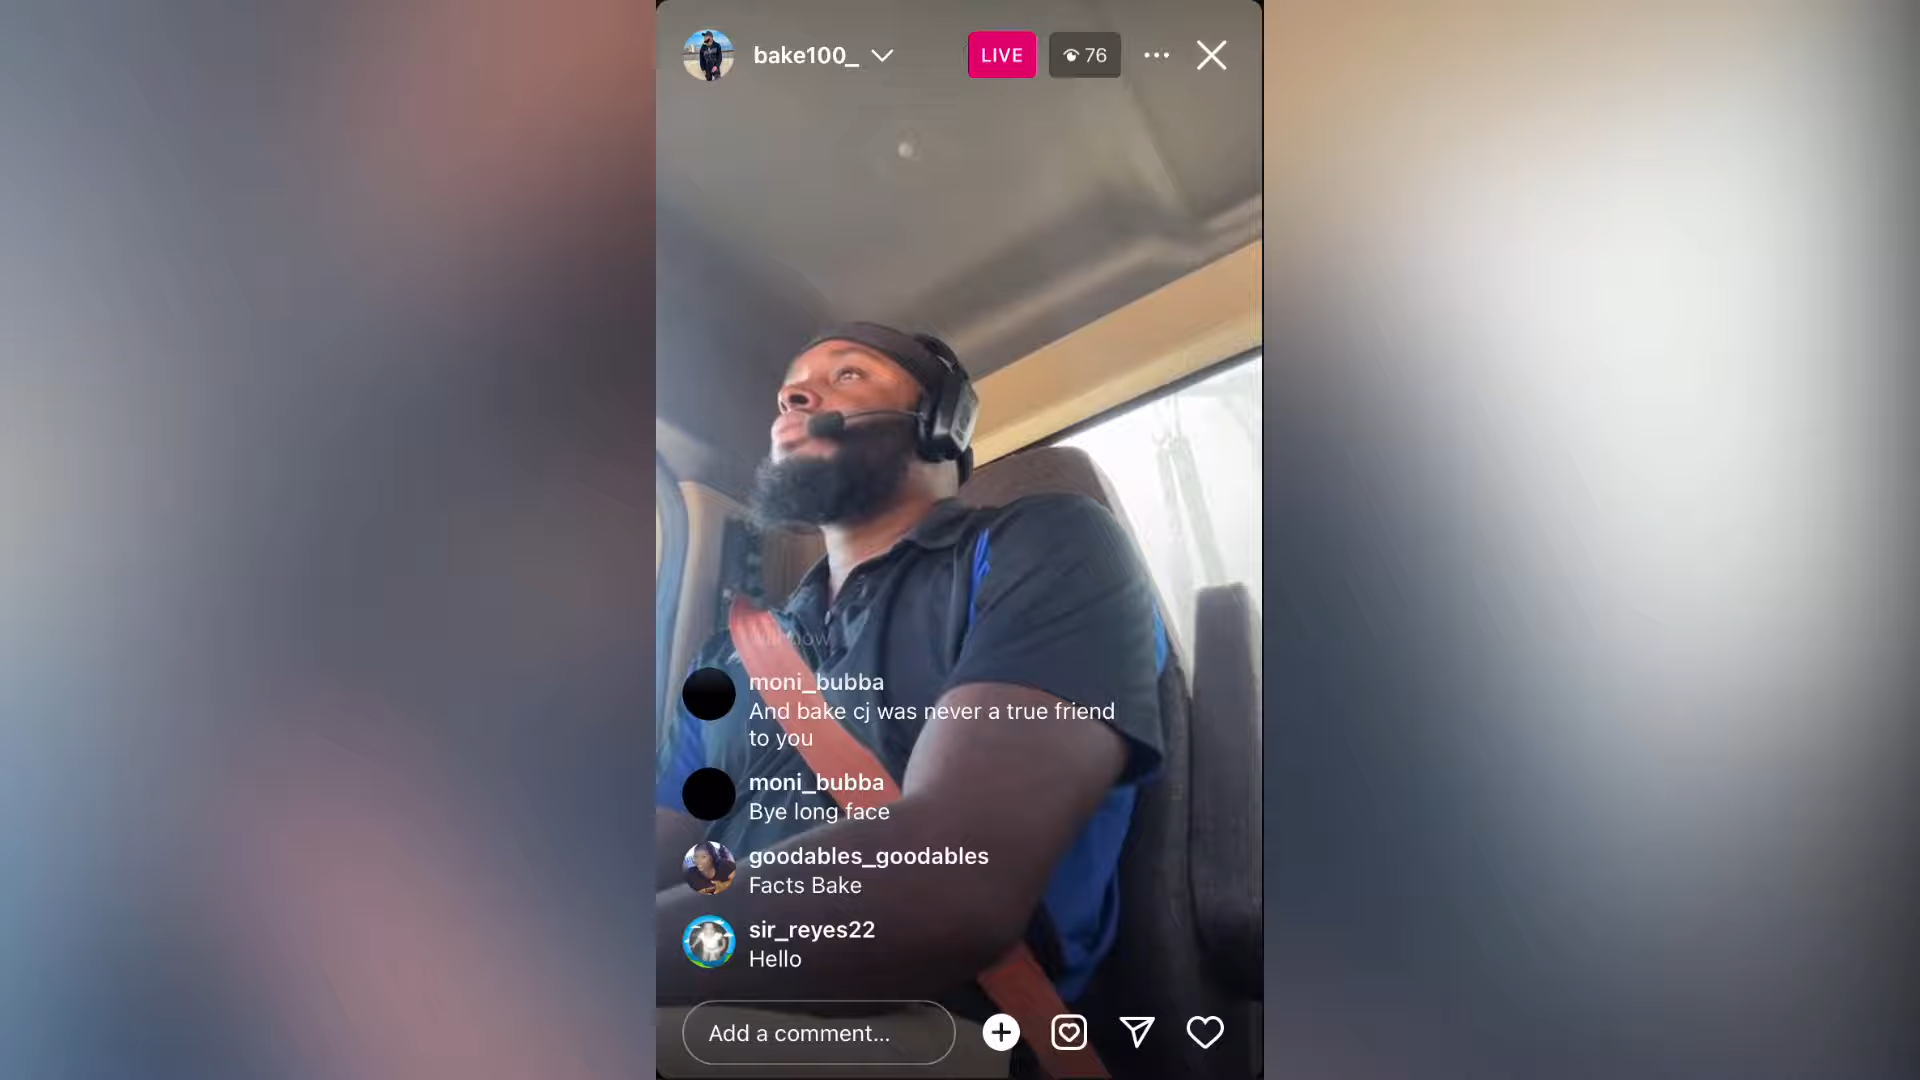 bake100_
LIVE
76
moni_bubba
And bake cj was never a true friend
to you
moni_bubba
Bye long face
goodables_goodables
Facts Bake
sir_reyes22
Hello
Add a comment...